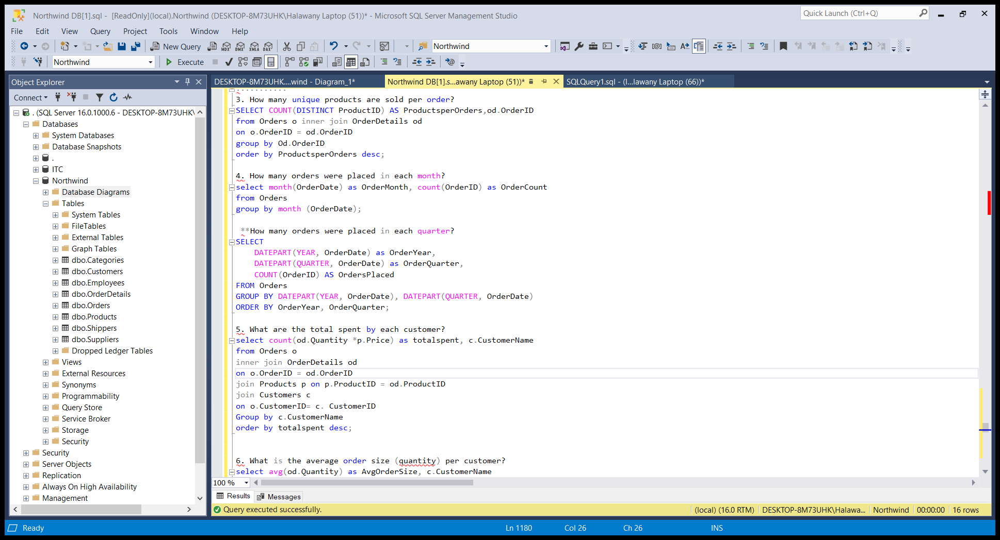 Northwind DB[1].sql - [ReadOnly](local).Northwind (DESKTOP-8M73UHK\Halawany Laptop (51))* - Microsoft SQL Server Management Studio
Quick Launch (Ctrl+Q)
File Edit View Query Project Tools Window Help
New Query MDX DMX XMLA DAX Northwind
Northwind Execute
Object Explorer
Connect
. (SQL Server 16.0.1000.6 - DESKTOP-8M73UHK\
Databases
System Databases
Database Snapshots
.
ITC
Northwind
Database Diagrams
Tables
System Tables
FileTables
External Tables
Graph Tables
dbo.Categories
dbo.Customers
dbo.Employees
dbo.OrderDetails
dbo.Orders
dbo.Products
dbo.Shippers
dbo.Suppliers
Dropped Ledger Tables
Views
External Resources
Synonyms
Programmability
Query Store
Service Broker
Storage
Security
Security
Server Objects
Replication
Always On High Availability
Management
DESKTOP-8M73UHK....wind - Diagram_1* Northwind DB[1].s...awany Laptop (51))* SQLQuery1.sql - (l...lawany Laptop (66))*
3. How many unique products are sold per order?
SELECT COUNT(DISTINCT ProductID) AS ProductsperOrders,od.OrderID
from Orders o inner join OrderDetails od
on o.OrderID = od.OrderID
group by Od.OrderID
order by ProductsperOrders desc;
4. How many orders were placed in each month?
select month(OrderDate) as OrderMonth, count(OrderID) as OrderCount
from Orders
group by month (OrderDate);
**How many orders were placed in each quarter?
SELECT
DATEPART(YEAR, OrderDate) as OrderYear,
DATEPART(QUARTER, OrderDate) as OrderQuarter,
COUNT(OrderID) AS OrdersPlaced
FROM Orders
GROUP BY DATEPART(YEAR, OrderDate), DATEPART(QUARTER, OrderDate)
ORDER BY OrderYear, OrderQuarter;
5. What are the total spent by each customer?
select count(od.Quantity *p.Price) as totalspent, c.CustomerName
from Orders o
inner join OrderDetails od
on o.OrderID = od.OrderID
join Products p on p.ProductID = od.ProductID
join Customers c
on o.CustomerID= c. CustomerID
Group by c.CustomerName
order by totalspent desc;
6. What is the average order size (quantity) per customer?
select avg(od.Quantity) as AvgOrderSize, c.CustomerName
100 %
Results Messages
Query executed successfully. (local) (16.0 RTM) DESKTOP-8M73UHK\Halawa... Northwind 00:00:00 16 rows
Ready Ln 1180 Col 26 Ch 26 INS